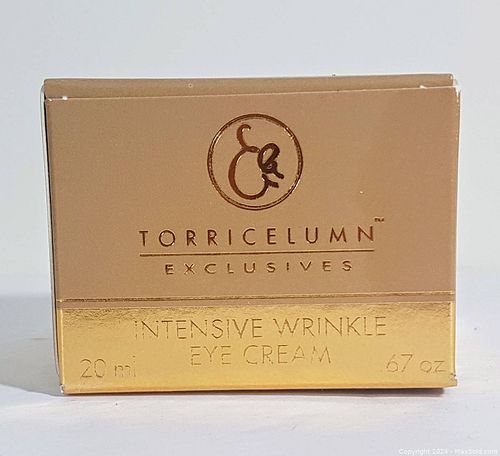 TORRICELUMN™
EXCLUSIVES
INTENSIVE WRINKLE
EYE CREAM
20 ml
.67 oz
Copyright 2024 - MaxSold.com